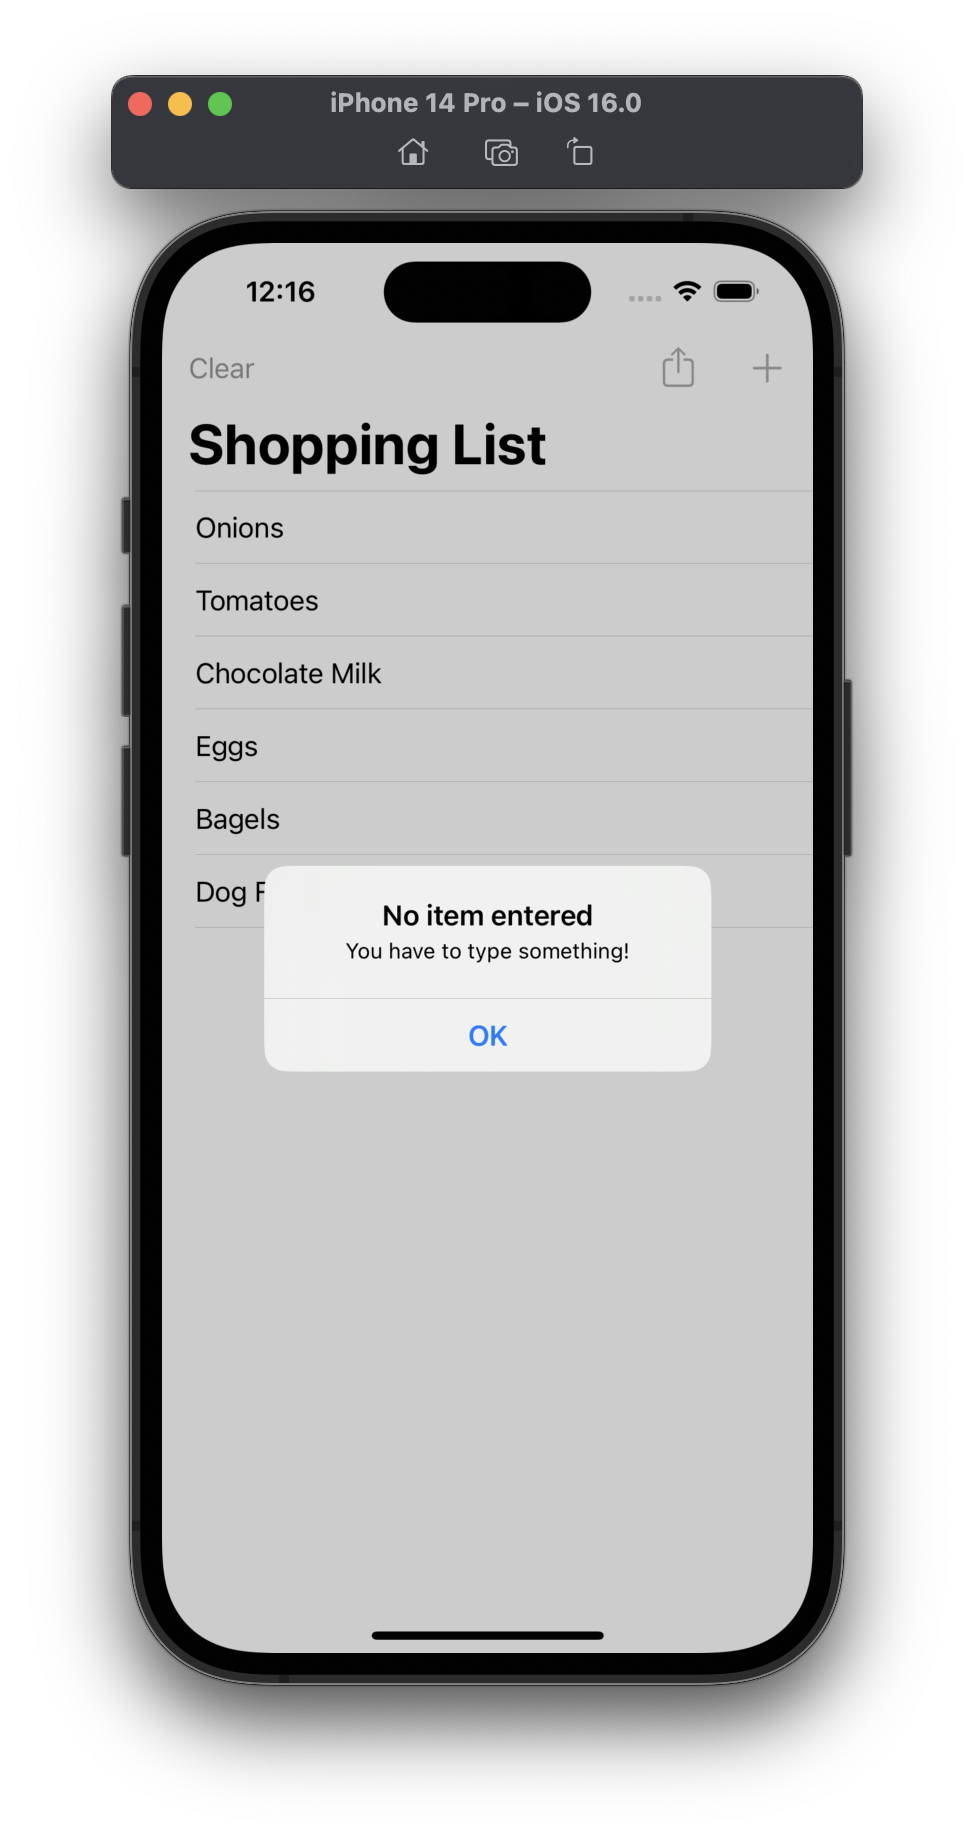 iPhone 14 Pro – iOS 16.0
12:16
Clear
Shopping List
Onions
Tomatoes
Chocolate Milk
Eggs
Bagels
Dog F
No item entered
You have to type something!
OK